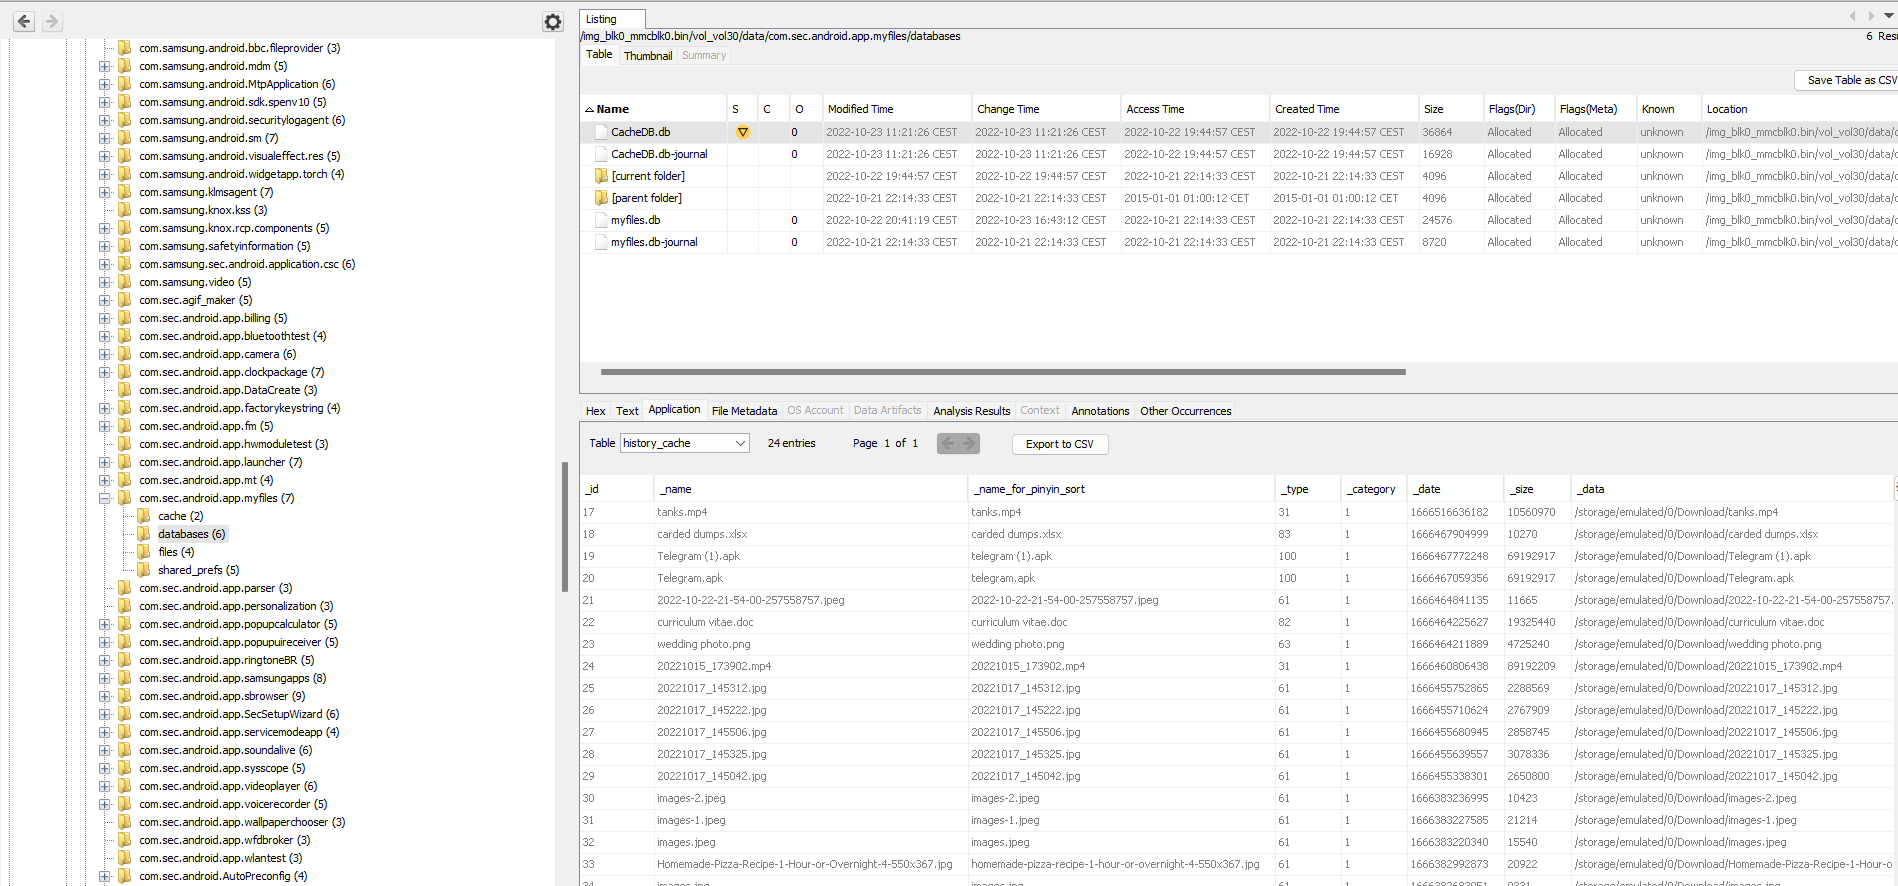 com.samsung.android.bbc.fileprovider (3)
com.samsung.android.mdm (5)
com.samsung.android.MtpApplication (6)
com.samsung.android.sdk.spenv10 (5)
com.samsung.android.securitylogagent (6)
com.samsung.android.sm (7)
com.samsung.android.visualeffect.res (5)
com.samsung.android.widgetapp.torch (4)
com.samsung.klmsagent (7)
com.samsung.knox.kss (3)
com.samsung.knox.rcp.components (5)
com.samsung.safetyinformation (5)
com.samsung.sec.android.application.csc (6)
com.samsung.video (5)
com.sec.agif_maker (5)
com.sec.android.app.billing (5)
com.sec.android.app.bluetoothtest (4)
com.sec.android.app.camera (6)
com.sec.android.app.clockpackage (7)
com.sec.android.app.DataCreate (3)
com.sec.android.app.factorykeystring (4)
com.sec.android.app.fm (5)
com.sec.android.app.hwmoduletest (3)
com.sec.android.app.launcher (7)
com.sec.android.app.mt (4)
com.sec.android.app.myfiles (7)
cache (2)
databases (6)
files (4)
shared_prefs (5)
com.sec.android.app.parser (3)
com.sec.android.app.personalization (3)
com.sec.android.app.popupcalculator (5)
com.sec.android.app.popupuireceiver (5)
com.sec.android.app.ringtoneBR (5)
com.sec.android.app.samsungapps (8)
com.sec.android.app.sbrowser (9)
com.sec.android.app.SecSetupWizard (6)
com.sec.android.app.servicemodeapp (4)
com.sec.android.app.soundalive (6)
com.sec.android.app.sysscope (5)
com.sec.android.app.videoplayer (6)
com.sec.android.app.voicerecorder (5)
com.sec.android.app.wallpaperchooser (3)
com.sec.android.app.wfdbroker (3)
com.sec.android.app.wlantest (3)
com.sec.android.AutoPreconfig (4)
Listing
/img_blk0_mmcblk0.bin/vol_vol30/data/com.sec.android.app.myfiles/databases
6 Resu
Table Thumbnail Summary
Save Table as CSV
Name S C O Modified Time Change Time Access Time Created Time Size Flags(Dir) Flags(Meta) Known Location
CacheDB.db 0 2022-10-23 11:21:26 CEST 2022-10-23 11:21:26 CEST 2022-10-22 19:44:57 CEST 2022-10-22 19:44:57 CEST 36864 Allocated Allocated unknown /img_blk0_mmcblk0.bin/vol_vol30/data/c
CacheDB.db-journal 0 2022-10-23 11:21:26 CEST 2022-10-23 11:21:26 CEST 2022-10-22 19:44:57 CEST 2022-10-22 19:44:57 CEST 16928 Allocated Allocated unknown /img_blk0_mmcblk0.bin/vol_vol30/data/c
[current folder] 2022-10-22 19:44:57 CEST 2022-10-22 19:44:57 CEST 2022-10-21 22:14:33 CEST 2022-10-21 22:14:33 CEST 4096 Allocated Allocated unknown /img_blk0_mmcblk0.bin/vol_vol30/data/c
[parent folder] 2022-10-21 22:14:33 CEST 2022-10-21 22:14:33 CEST 2015-01-01 01:00:12 CET 2015-01-01 01:00:12 CET 4096 Allocated Allocated unknown /img_blk0_mmcblk0.bin/vol_vol30/data/c
myfiles.db 0 2022-10-22 20:41:19 CEST 2022-10-23 16:43:12 CEST 2022-10-21 22:14:33 CEST 2022-10-21 22:14:33 CEST 24576 Allocated Allocated unknown /img_blk0_mmcblk0.bin/vol_vol30/data/c
myfiles.db-journal 0 2022-10-21 22:14:33 CEST 2022-10-21 22:14:33 CEST 2022-10-21 22:14:33 CEST 2022-10-21 22:14:33 CEST 8720 Allocated Allocated unknown /img_blk0_mmcblk0.bin/vol_vol30/data/c
Hex Text Application File Metadata OS Account Data Artifacts Analysis Results Context Annotations Other Occurrences
Table history_cache 24 entries Page 1 of 1 Export to CSV
_id _name _name_for_pinyin_sort _type _category _date _size _data
17 tanks.mp4 tanks.mp4 31 1 1666516636182 10560970 /storage/emulated/0/Download/tanks.mp4
18 carded dumps.xlsx carded dumps.xlsx 83 1 1666467904999 10270 /storage/emulated/0/Download/carded dumps.xlsx
19 Telegram (1).apk telegram (1).apk 100 1 1666467772248 69192917 /storage/emulated/0/Download/Telegram (1).apk
20 Telegram.apk telegram.apk 100 1 1666467059356 69192917 /storage/emulated/0/Download/Telegram.apk
21 2022-10-22-21-54-00-257558757.jpeg 2022-10-22-21-54-00-257558757.jpeg 61 1 1666464841135 11665 /storage/emulated/0/Download/2022-10-22-21-54-00-257558757.
22 curriculum vitae.doc curriculum vitae.doc 82 1 1666464225627 19325440 /storage/emulated/0/Download/curriculum vitae.doc
23 wedding photo.png wedding photo.png 63 1 1666464211889 4725240 /storage/emulated/0/Download/wedding photo.png
24 20221015_173902.mp4 20221015_173902.mp4 31 1 1666460806438 89192209 /storage/emulated/0/Download/20221015_173902.mp4
25 20221017_145312.jpg 20221017_145312.jpg 61 1 1666455752865 2288569 /storage/emulated/0/Download/20221017_145312.jpg
26 20221017_145222.jpg 20221017_145222.jpg 61 1 1666455710624 2767909 /storage/emulated/0/Download/20221017_145222.jpg
27 20221017_145506.jpg 20221017_145506.jpg 61 1 1666455680945 2858745 /storage/emulated/0/Download/20221017_145506.jpg
28 20221017_145325.jpg 20221017_145325.jpg 61 1 1666455639557 3078336 /storage/emulated/0/Download/20221017_145325.jpg
29 20221017_145042.jpg 20221017_145042.jpg 61 1 1666455338301 2650800 /storage/emulated/0/Download/20221017_145042.jpg
30 images-2.jpeg images-2.jpeg 61 1 1666383236995 10423 /storage/emulated/0/Download/images-2.jpeg
31 images-1.jpeg images-1.jpeg 61 1 1666383227585 21214 /storage/emulated/0/Download/images-1.jpeg
32 images.jpeg images.jpeg 61 1 1666383220340 15540 /storage/emulated/0/Download/images.jpeg
33 Homemade-Pizza-Recipe-1-Hour-or-Overnight-4-550x367.jpg homemade-pizza-recipe-1-hour-or-overnight-4-550x367.jpg 61 1 1666382992873 20922 /storage/emulated/0/Download/Homemade-Pizza-Recipe-1-Hour-o